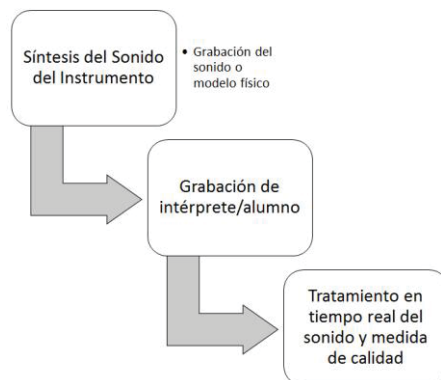 Síntesis del Sonido
del Instrumento
• Grabación del
sonido o
modelo físico
Grabación de
intérprete/alumno
Tratamiento en
tiempo real del
sonido y medida
de calidad